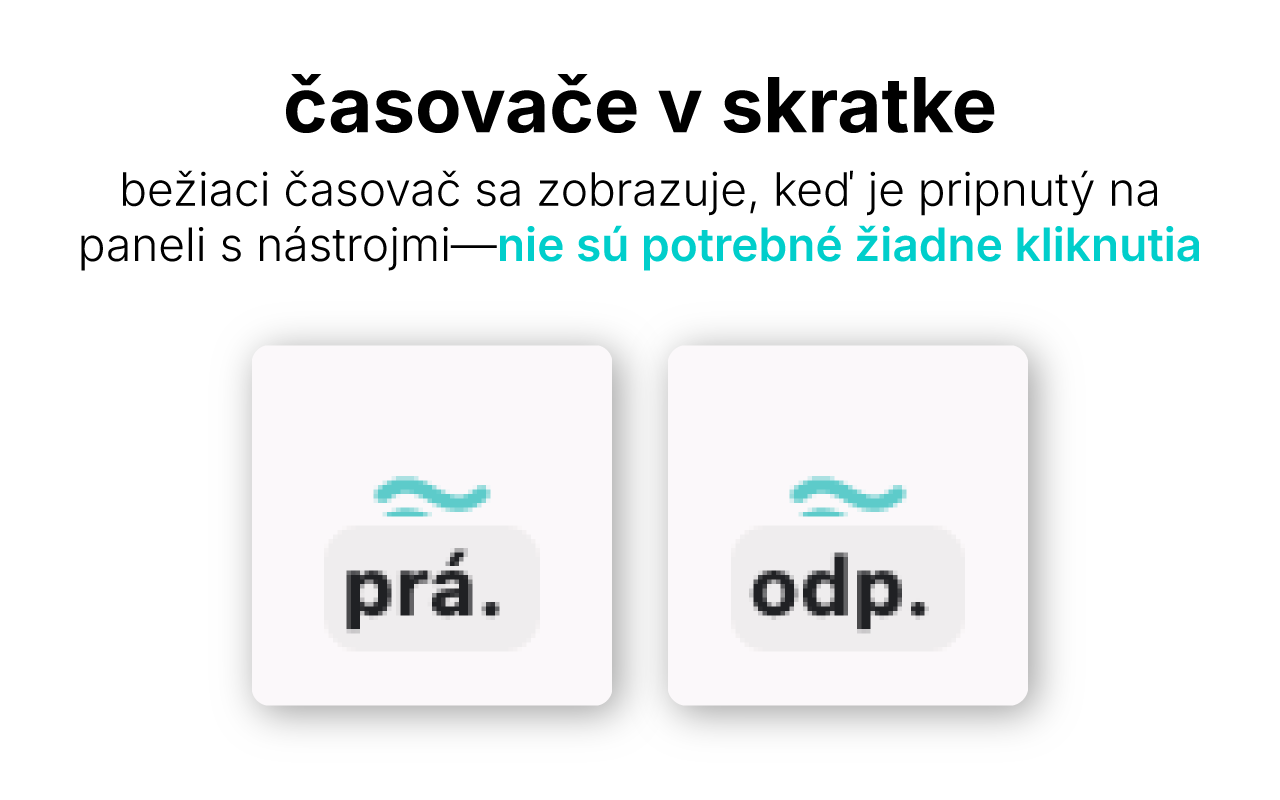 časovače v skratke
bežiaci časovač sa zobrazuje, keď je pripnutý na
paneli s nástrojmi—nie sú potrebné žiadne kliknutia
prá.
odp.